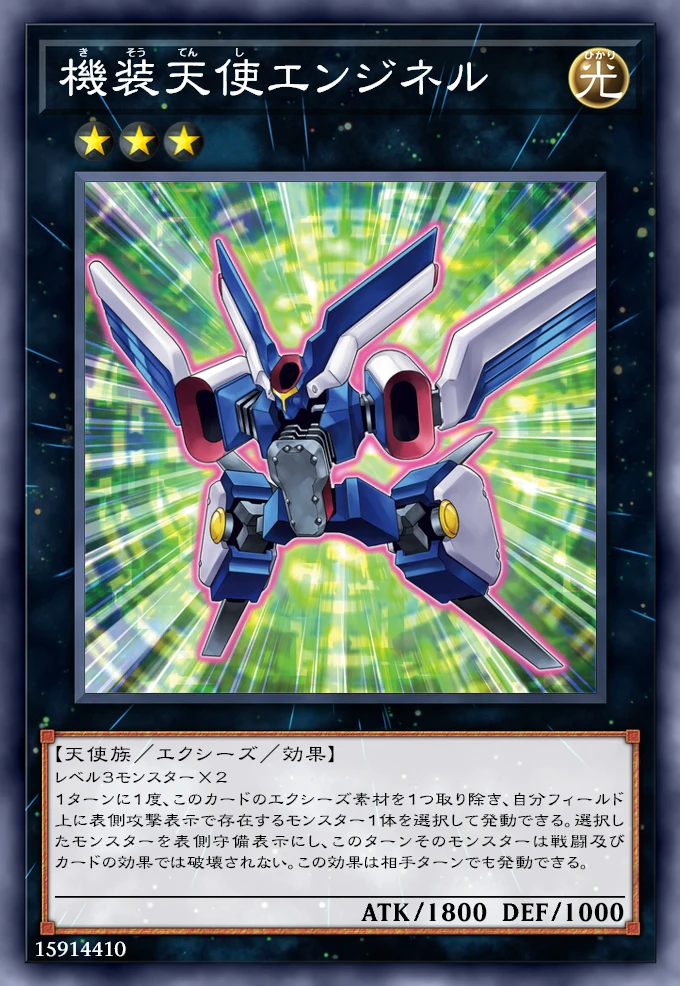 きそうてんし
機装天使エンジネル
ひかり
光
【天使族／エクシーズ／効果】
レベル3モンスター×2
1ターンに1度、このカードのエクシーズ素材を1つ取り除き、自分フィールド
上に表側攻撃表示で存在するモンスター1体を選択して発動できる。選択し
たモンスターを表側守備表示にし、このターンそのモンスターは戦闘及び
カードの効果では破壊されない。この効果は相手ターンでも発動できる。
ATK/1800 DEF/1000
15914410